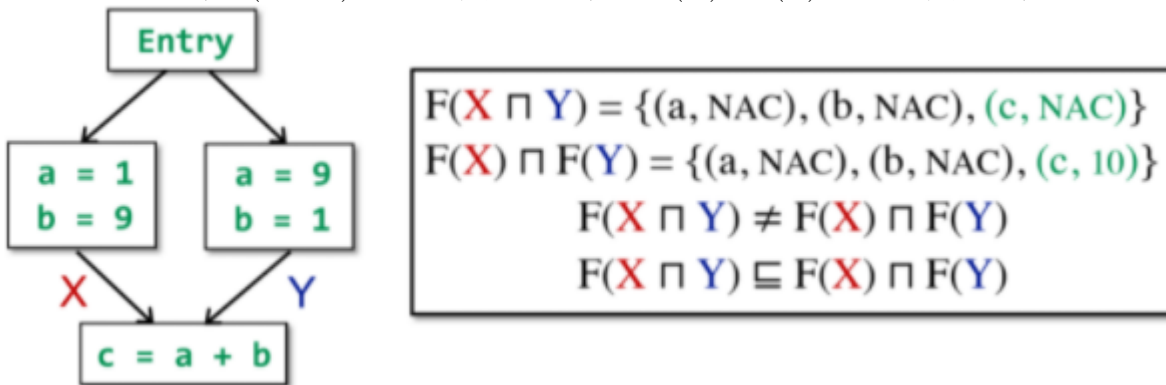 Entry
a = 1
b = 9
a = 9
b = 1
X
Y
c = a + b
F(X ⊓ Y) = {(a, NAC), (b, NAC), (c, NAC)}
F(X) ⊓ F(Y) = {(a, NAC), (b, NAC), (c, 10)}
F(X ⊓ Y) ≠ F(X) ⊓ F(Y)
F(X ⊓ Y) ⊑ F(X) ⊓ F(Y)